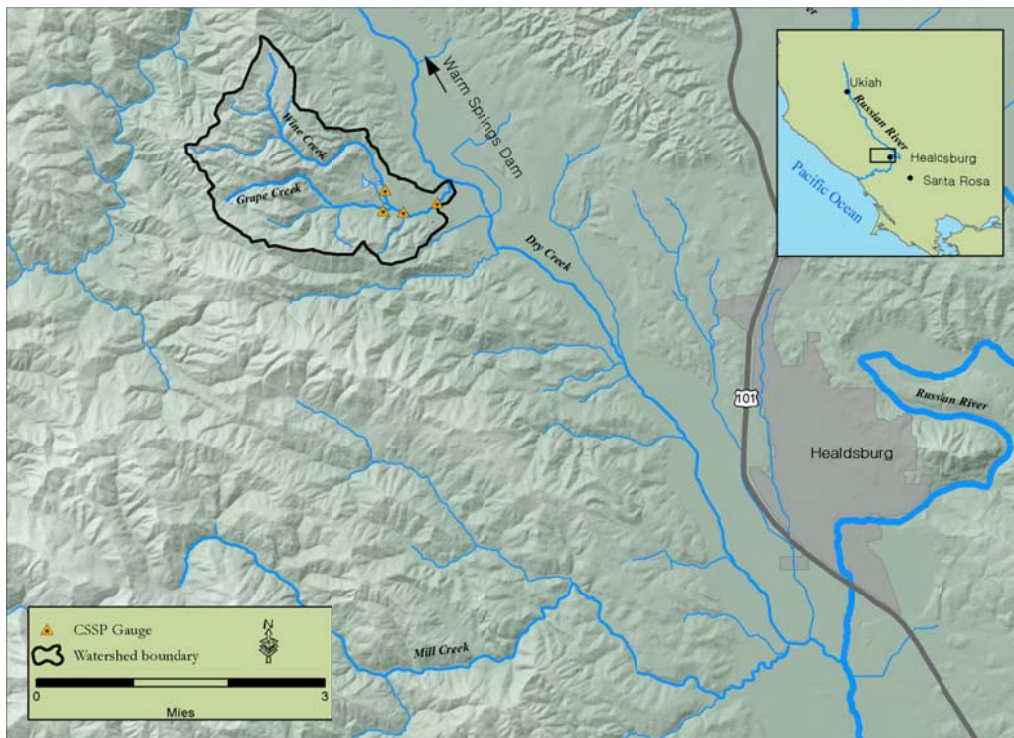 Warm Springs Dam
Wine Creek
Grape Creek
Dry Creek
Ukiah
Russian River
Healdsburg
Santa Rosa
Pacific Ocean
101
Russian River
Healdsburg
Mill Creek
CSSP Gauge
N
Watershed boundary
0
3
Mies